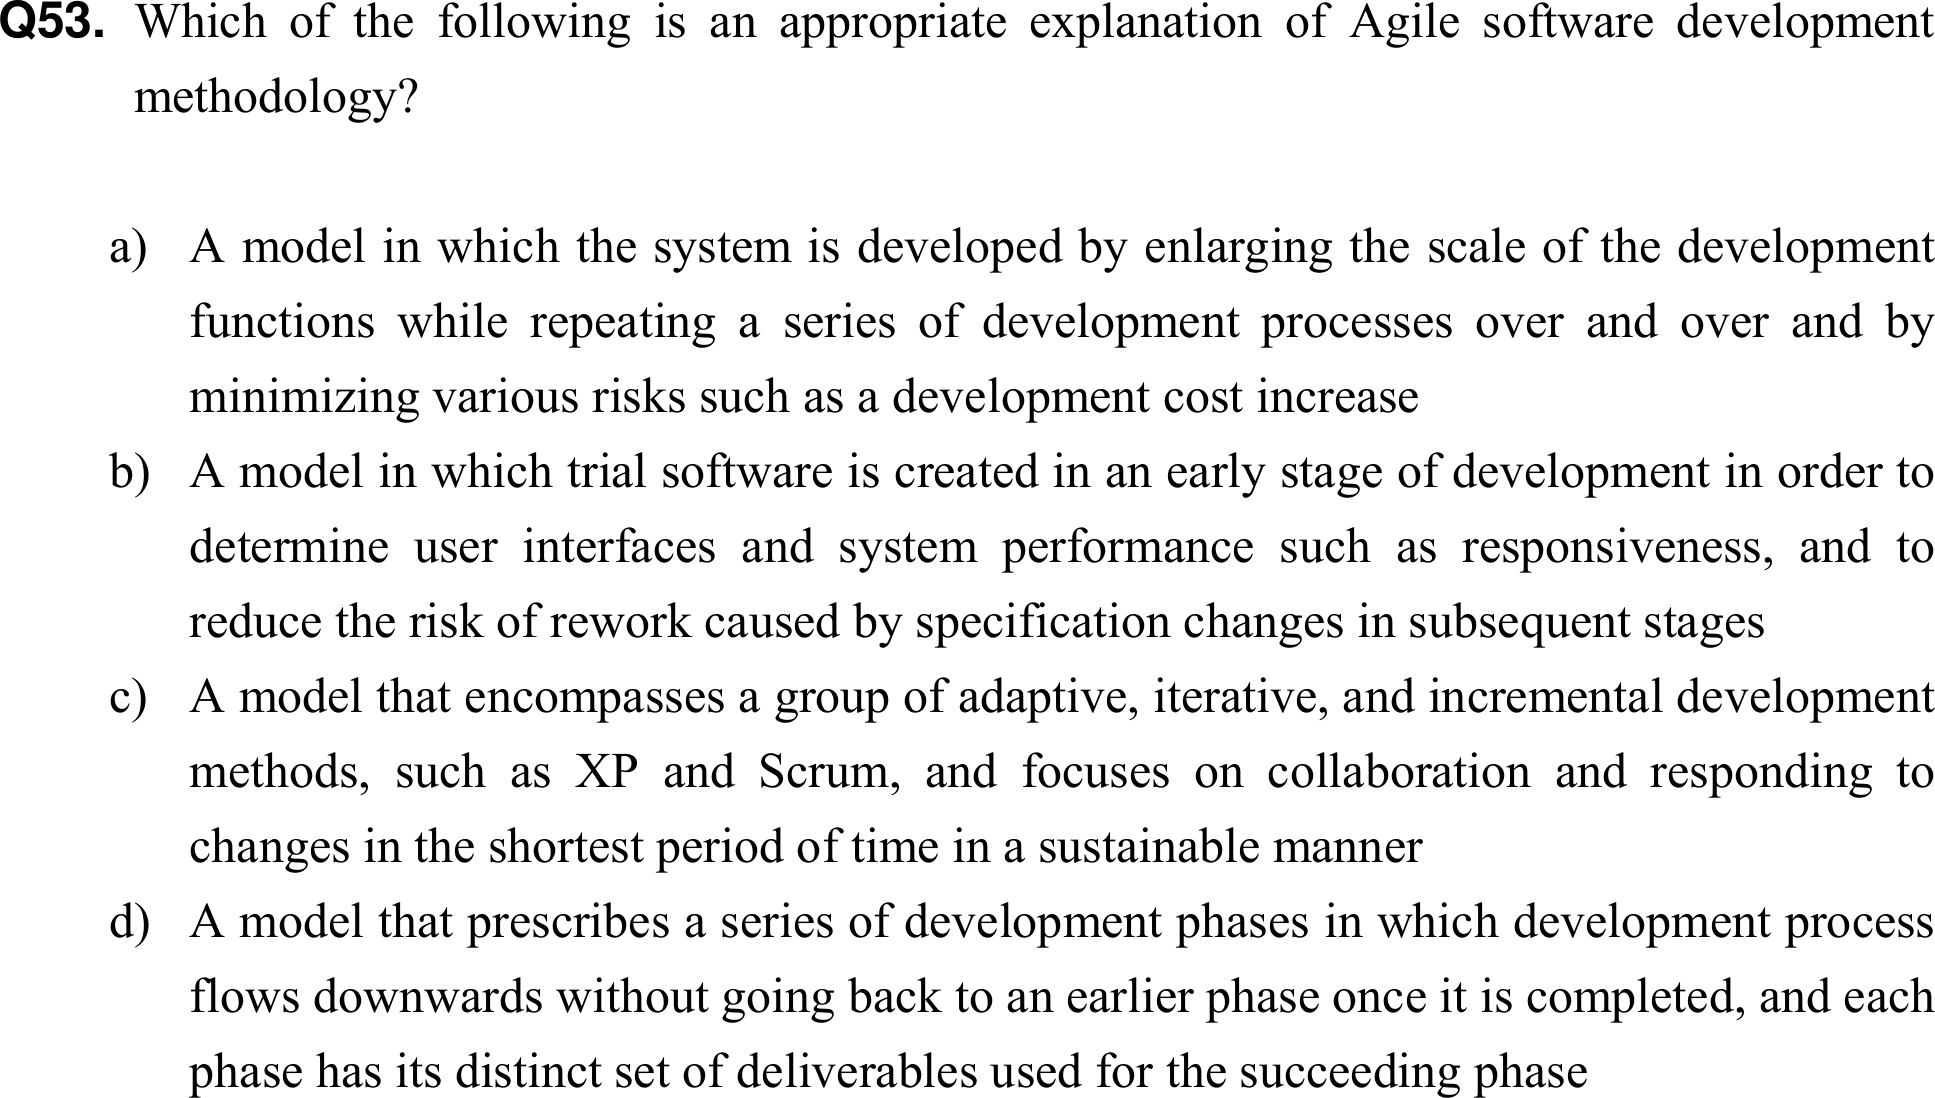 Q53. Which of the following is an appropriate explanation of Agile software development
methodology?
a) A model in which the system is developed by enlarging the scale of the development
functions while repeating a series of development processes over and over and by
minimizing various risks such as a development cost increase
b) A model in which trial software is created in an early stage of development in order to
determine user interfaces and system performance such as responsiveness, and to
reduce the risk of rework caused by specification changes in subsequent stages
c) A model that encompasses a group of adaptive, iterative, and incremental development
methods, such as XP and Scrum, and focuses on collaboration and responding to
changes in the shortest period of time in a sustainable manner
d) A model that prescribes a series of development phases in which development process
flows downwards without going back to an earlier phase once it is completed, and each
phase has its distinct set of deliverables used for the succeeding phase